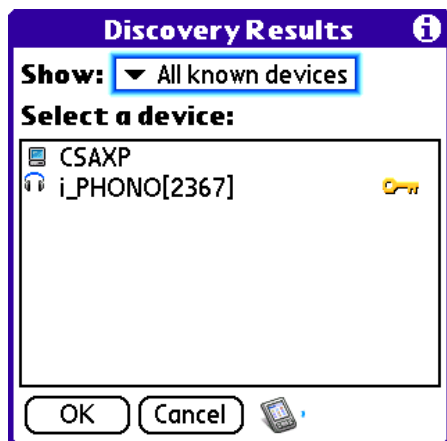 Discovery Results
Show: All known devices
Select a device:
CSAXP
i_PHONO[2367]
OK Cancel